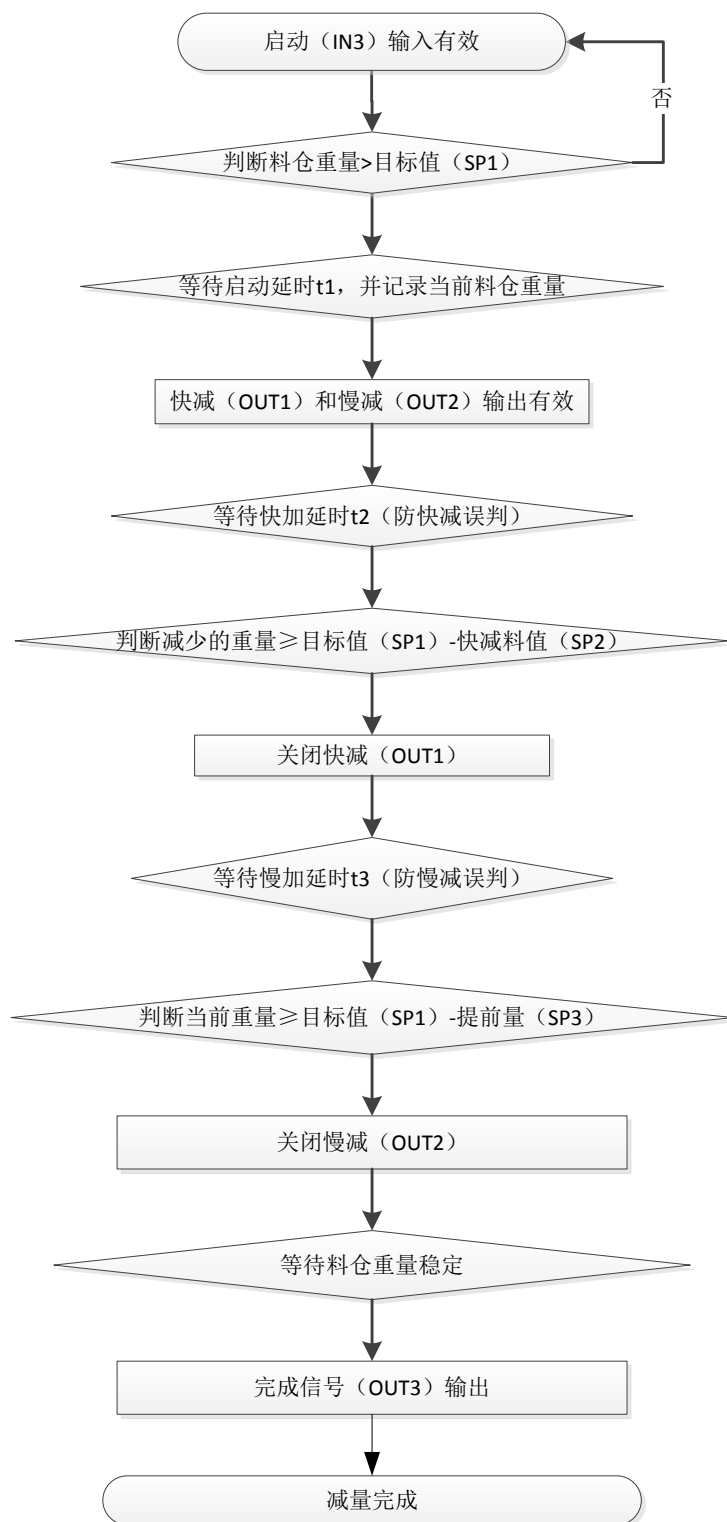 启动（IN3）输入有效
否
判断料仓重量>目标值（SP1）
等待启动延时t1，并记录当前料仓重量
快减（OUT1）和慢减（OUT2）输出有效
等待快加延时t2（防快减误判）
判断减少的重量≥目标值（SP1）-快减料值（SP2）
关闭快减（OUT1）
等待慢加延时t3（防慢减误判）
判断当前重量≥目标值（SP1）-提前量（SP3）
关闭慢减（OUT2）
等待料仓重量稳定
完成信号（OUT3）输出
减量完成